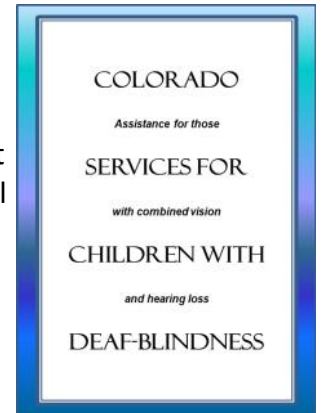 COLORADO
Assistance for those
SERVICES FOR
with combined vision
CHILDREN WITH
and hearing loss
DEAF-BLINDNESS